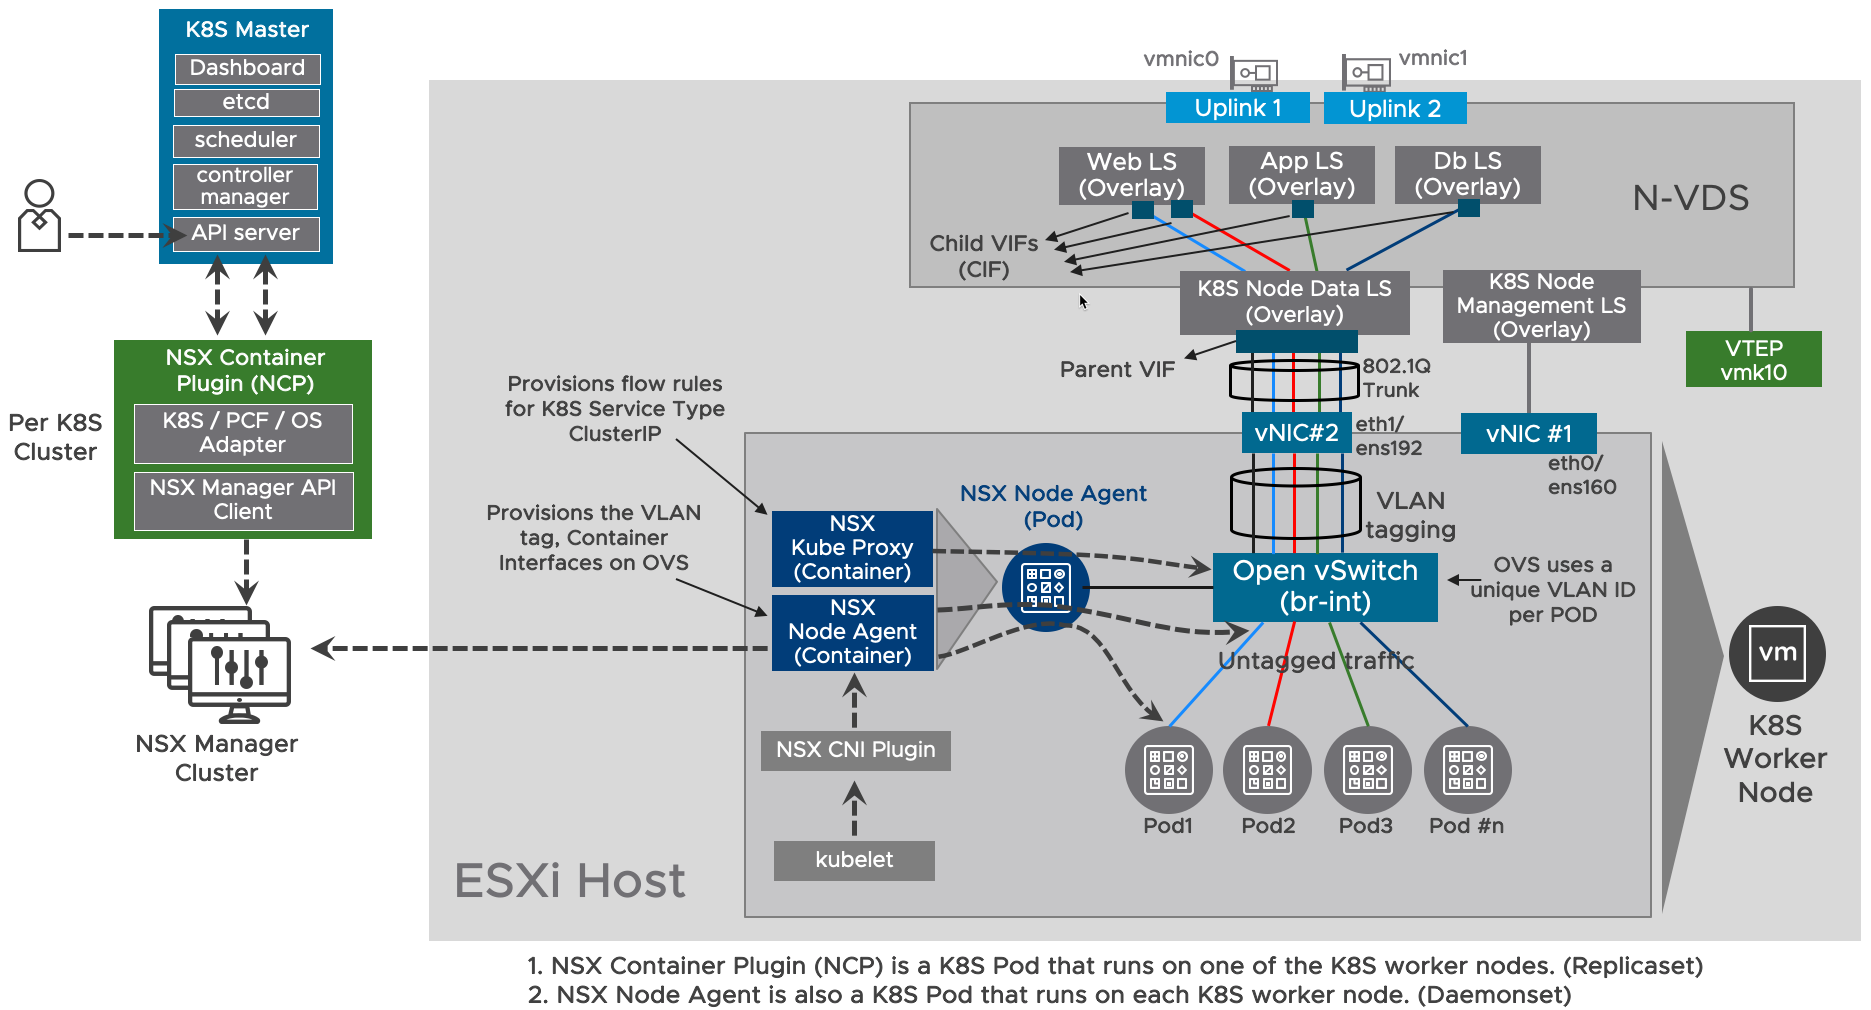 K8S Master
Dashboard
etcd
scheduler
controller
manager
API server
NSX Container
Plugin (NCP)
K8S / PCF / OS
Adapter
NSX Manager API
Client
Per K8S
Cluster
NSX Manager
Cluster
vmnic0
vmnic1
Uplink 1
Uplink 2
Web LS
(Overlay)
App LS
(Overlay)
Db LS
(Overlay)
N-VDS
Child VIFs
(CIF)
K8S Node Data LS
(Overlay)
K8S Node
Management LS
(Overlay)
VTEP
vmk10
Parent VIF
802.1Q
Trunk
Provisions flow rules
for K8S Service Type
ClusterIP
vNIC#2
eth1/
ens192
vNIC #1
eth0/
ens160
Provisions the VLAN
tag, Container
Interfaces on OVS
NSX Node Agent
(Pod)
VLAN
tagging
NSX
Kube Proxy
(Container)
NSX
Node Agent
(Container)
Open vSwitch
(br-int)
OVS uses a
unique VLAN ID
per POD
Untagged traffic
NSX CNI Plugin
kubelet
Pod1
Pod2
Pod3
Pod #n
vm
K8S
Worker
Node
ESXi Host
1. NSX Container Plugin (NCP) is a K8S Pod that runs on one of the K8S worker nodes. (Replicaset)
2. NSX Node Agent is also a K8S Pod that runs on each K8S worker node. (Daemonset)